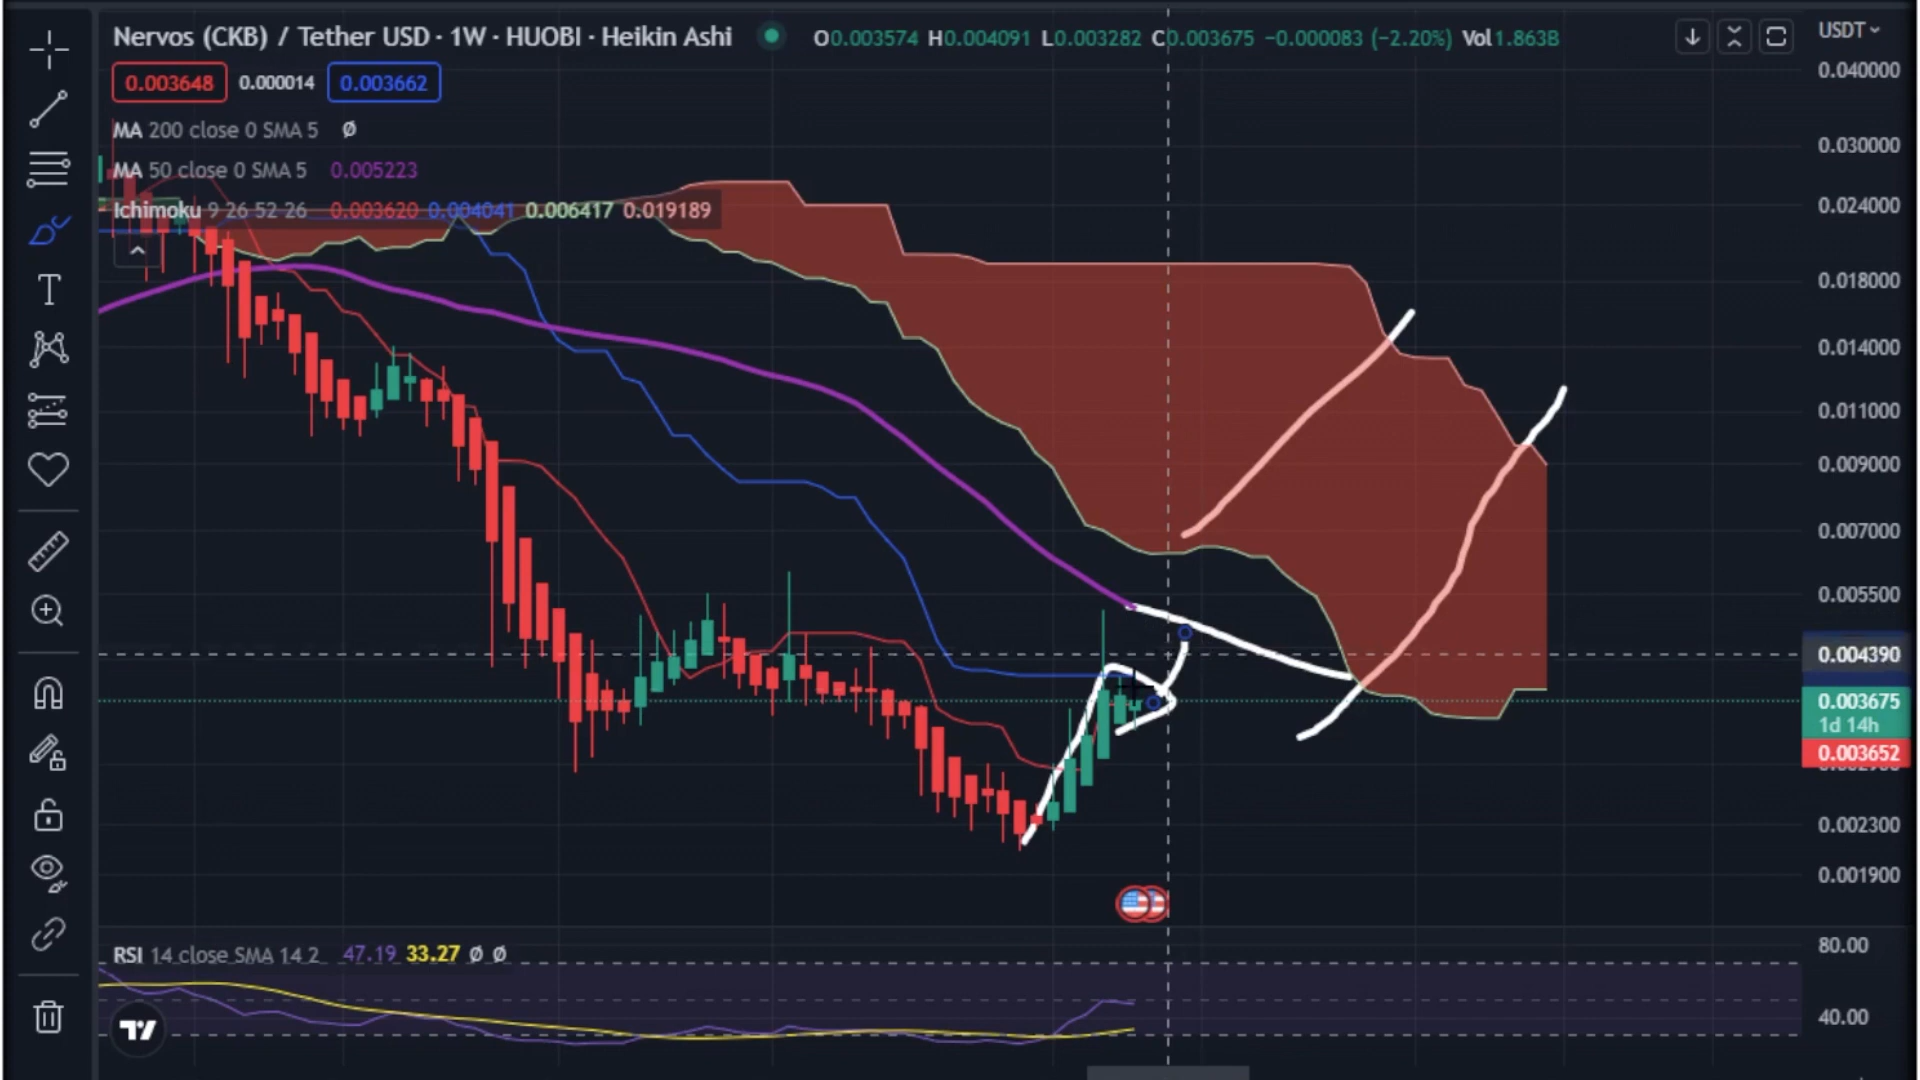 Nervos (CKB) / Tether USD · 1W · HUOBI · Heikin Ashi O0.003574 H0.004091 L0.003282 C0.003675 −0.000083 (−2.20%) Vol1.863B USDT
0.003648 0.000014 0.003662
MA 200 close 0 SMA 5 Ø
MA 50 close 0 SMA 5 0.005223
Ichimoku 9 26 52 26 0.003620 0.004041 0.006417 0.019189
0.040000
0.030000
0.024000
0.018000
0.014000
0.011000
0.009000
0.007000
0.005500
0.004390
0.003675
1d 14h
0.003652
0.002300
0.001900
RSI 14 close SMA 14 2 47.19 33.27 Ø Ø
80.00
40.00